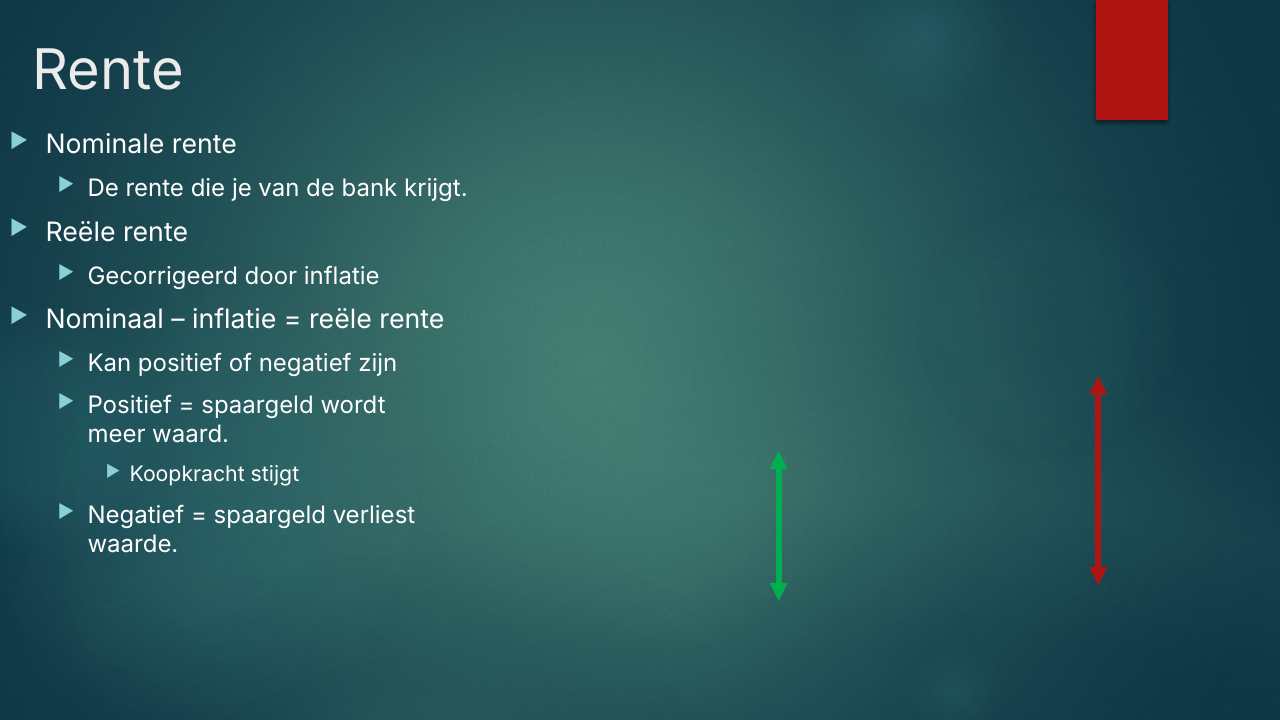 Rente
Nominale rente
De rente die je van de bank krijgt.
Reële rente
Gecorrigeerd door inflatie
Nominaal – inflatie = reële rente
Kan positief of negatief zijn
Positief = spaargeld wordt
meer waard.
Koopkracht stijgt
Negatief = spaargeld verliest
waarde.